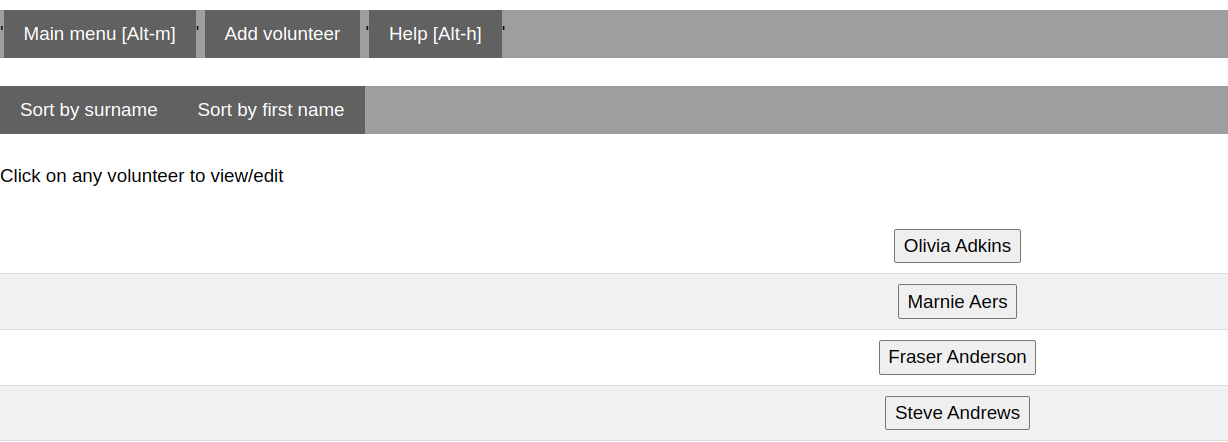 ' Main menu [Alt-m] ' Add volunteer ' Help [Alt-h] '
Sort by surname Sort by first name
Click on any volunteer to view/edit
Olivia Adkins
Marnie Aers
Fraser Anderson
Steve Andrews